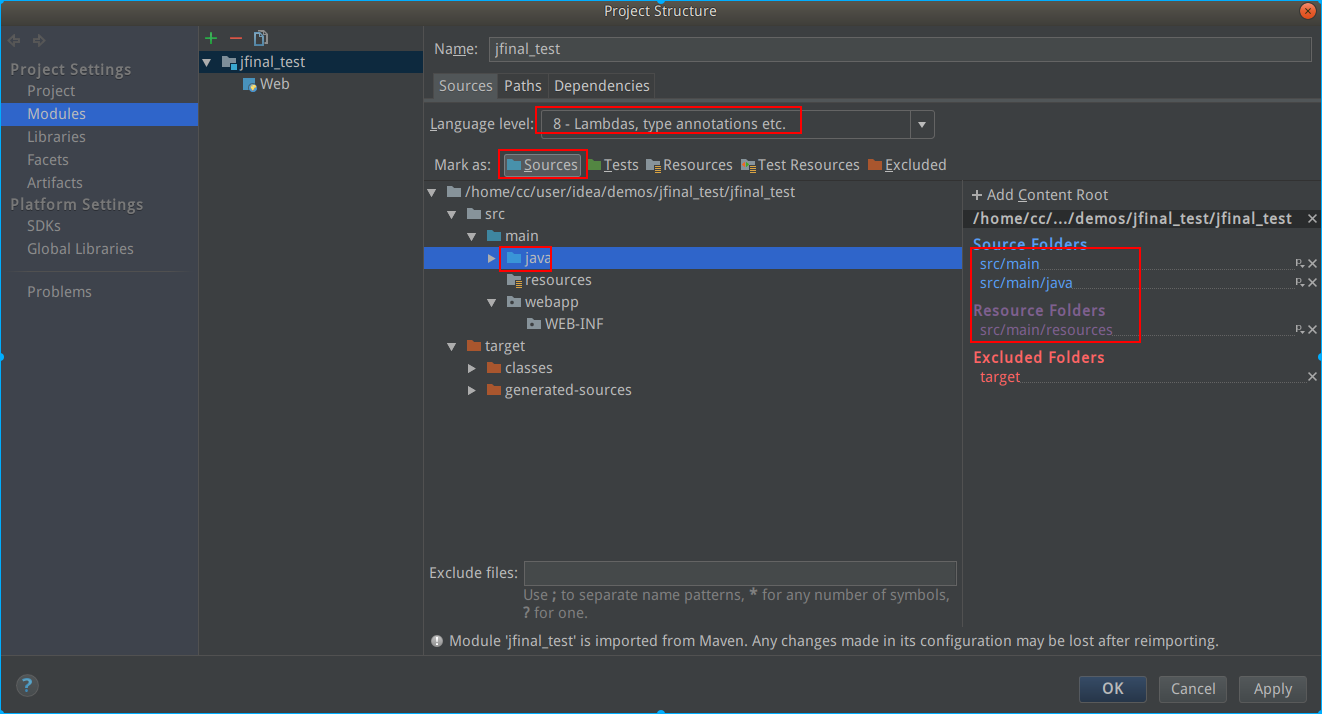 Project Structure
Project Settings
Project
Modules
Libraries
Facets
Artifacts
Platform Settings
SDKs
Global Libraries
Problems
jfinal_test
Web
Name: jfinal_test
Sources Paths Dependencies
Language level: 8 - Lambdas, type annotations etc.
Mark as: Sources Tests Resources Test Resources Excluded
/home/cc/user/idea/demos/jfinal_test/jfinal_test
src
main
java
resources
webapp
WEB-INF
target
classes
generated-sources
+ Add Content Root
/home/cc/.../demos/jfinal_test/jfinal_test
Source Folders
src/main
src/main/java
Resource Folders
src/main/resources
Excluded Folders
target
Exclude files:
Use ; to separate name patterns, * for any number of symbols,
? for one.
Module 'jfinal_test' is imported from Maven. Any changes made in its configuration may be lost after reimporting.
?
OK Cancel Apply